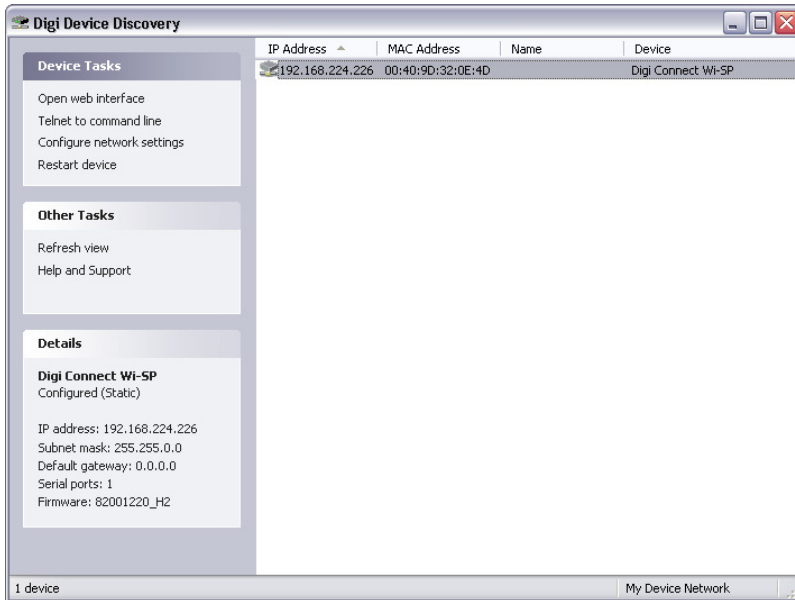 Digi Device Discovery
Device Tasks
Open web interface
Telnet to command line
Configure network settings
Restart device
Other Tasks
Refresh view
Help and Support
Details
Digi Connect Wi-SP
Configured (Static)
IP address: 192.168.224.226
Subnet mask: 255.255.0.0
Default gateway: 0.0.0.0
Serial ports: 1
Firmware: 82001220_H2
IP Address MAC Address Name Device
192.168.224.226 00:40:9D:32:0E:4D Digi Connect Wi-SP
1 device My Device Network